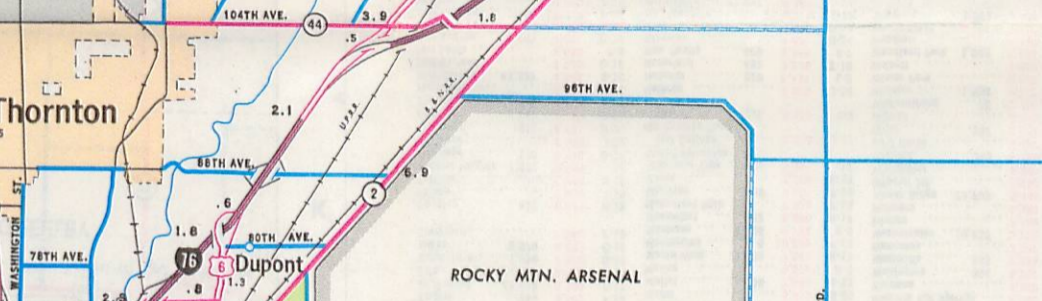 104TH AVE.
44
3.9
1.8
.5
96TH AVE.
Thornton
2.1
U.P.R.R.
B. & N. R.R.
88TH AVE.
6.9
2
WASHINGTON ST.
.6
1.8
80TH AVE.
78TH AVE.
76
6
Dupont
1.3
.8
ROCKY MTN. ARSENAL
D.